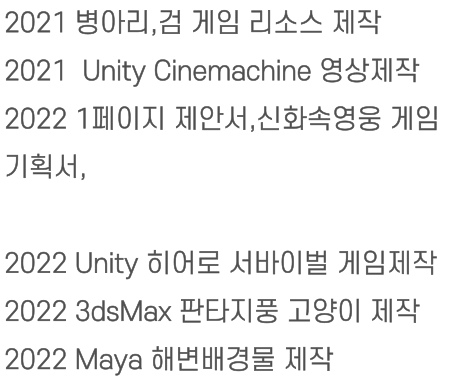 2021 병아리,검 게임 리소스 제작
2021 Unity Cinemachine 영상제작
2022 1페이지 제안서,신화속영웅 게임
기획서,
2022 Unity 히어로 서바이벌 게임제작
2022 3dsMax 판타지풍 고양이 제작
2022 Maya 해변배경물 제작